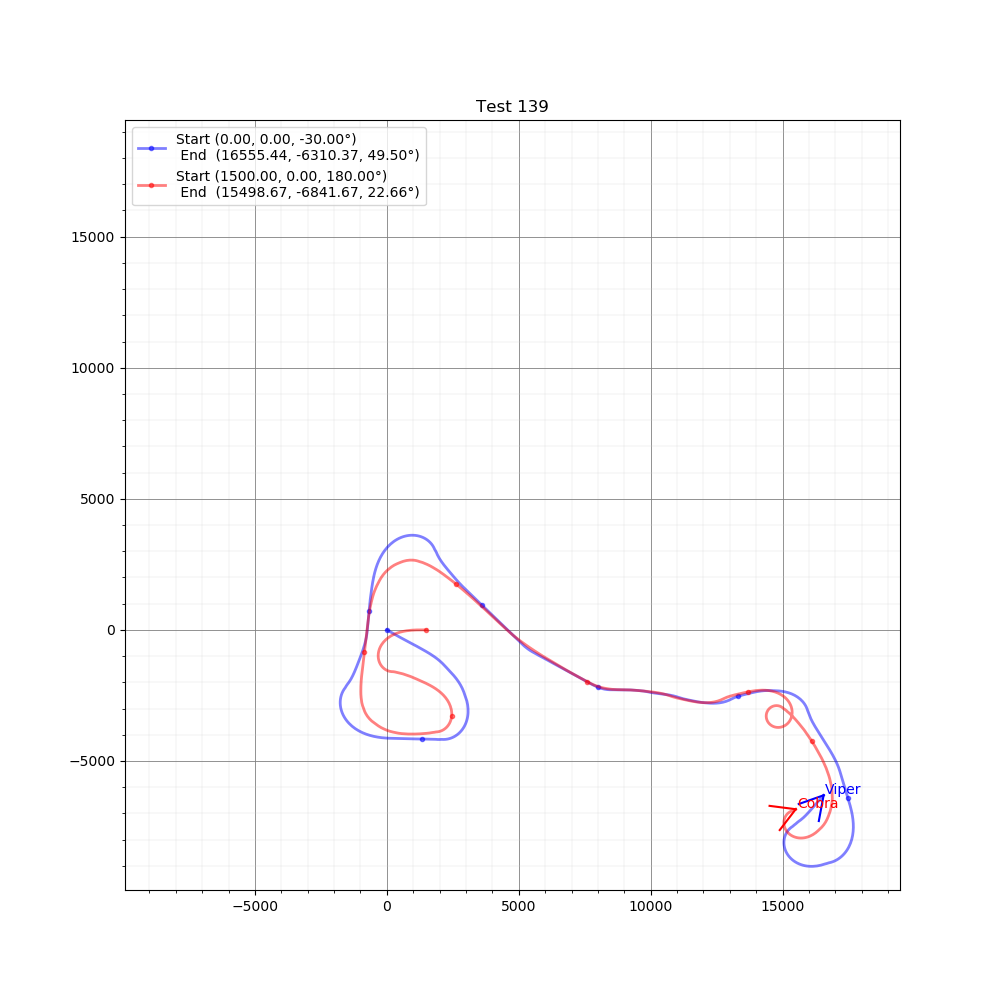 Test 139
Start (0.00, 0.00, -30.00°)
End (16555.44, -6310.37, 49.50°)
Start (1500.00, 0.00, 180.00°)
End (15498.67, -6841.67, 22.66°)
15000
10000
5000
0
−5000
Viper
Cobra
−5000
0
5000
10000
15000